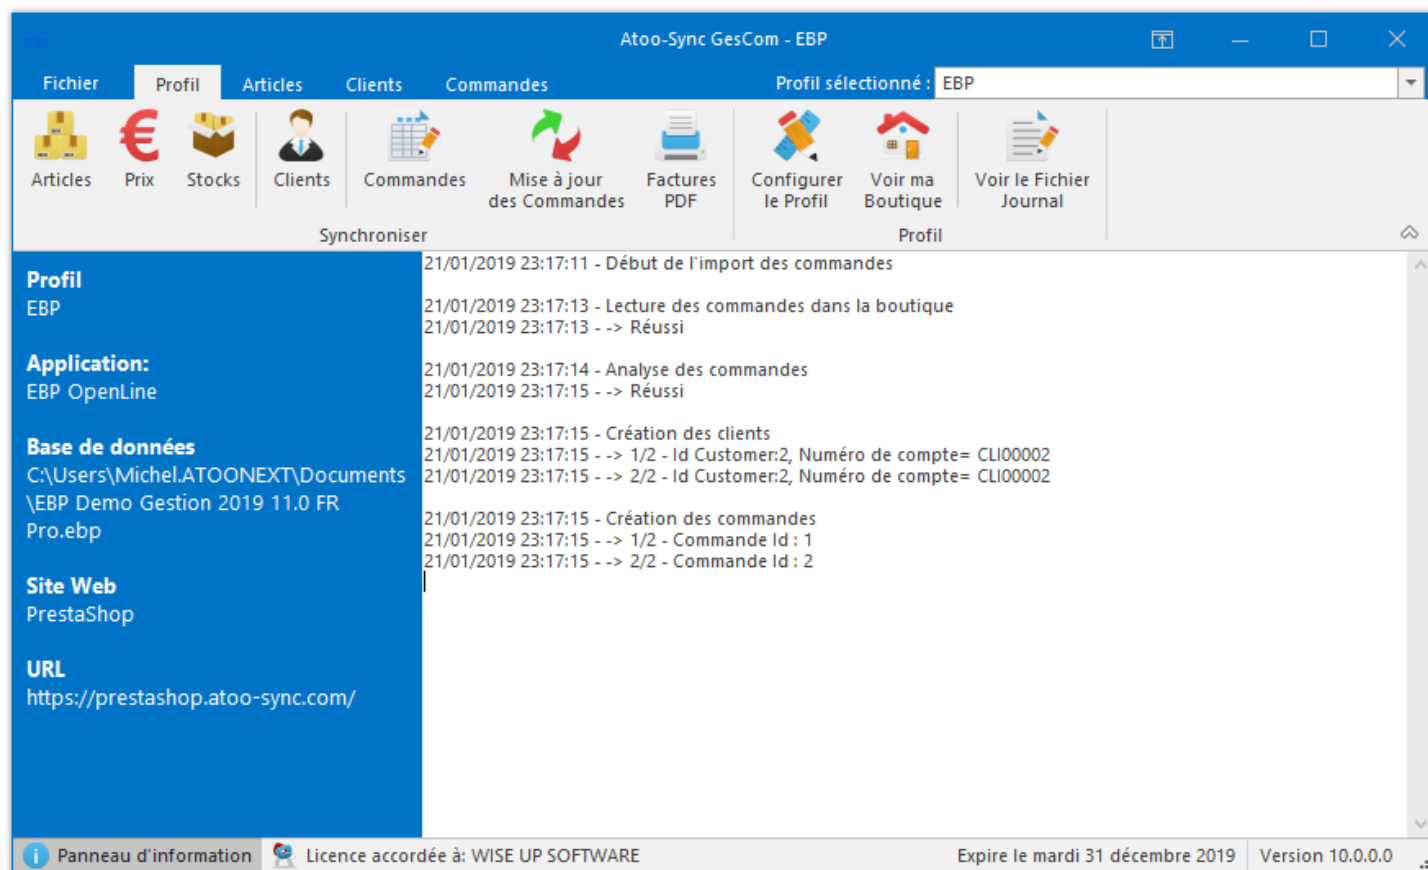 Atoo-Sync GesCom - EBP
Fichier Profil Articles Clients Commandes Profil sélectionné : EBP
Articles Prix Stocks Clients Commandes Mise à jour des Commandes Factures PDF Configurer le Profil Voir ma Boutique Voir le Fichier Journal
Synchroniser Profil
Profil
EBP
Application:
EBP OpenLine
Base de données
C:\Users\Michel.ATOONEXT\Documents
\EBP Demo Gestion 2019 11.0 FR
Pro.ebp
Site Web
PrestaShop
URL
https://prestashop.atoo-sync.com/
21/01/2019 23:17:11 - Début de l'import des commandes
21/01/2019 23:17:13 - Lecture des commandes dans la boutique
21/01/2019 23:17:13 - -> Réussi
21/01/2019 23:17:14 - Analyse des commandes
21/01/2019 23:17:15 - -> Réussi
21/01/2019 23:17:15 - Création des clients
21/01/2019 23:17:15 - -> 1/2 - Id Customer:2, Numéro de compte= CLI00002
21/01/2019 23:17:15 - -> 2/2 - Id Customer:2, Numéro de compte= CLI00002
21/01/2019 23:17:15 - Création des commandes
21/01/2019 23:17:15 - -> 1/2 - Commande Id : 1
21/01/2019 23:17:15 - -> 2/2 - Commande Id : 2
Panneau d'information Licence accordée à: WISE UP SOFTWARE Expire le mardi 31 décembre 2019 Version 10.0.0.0